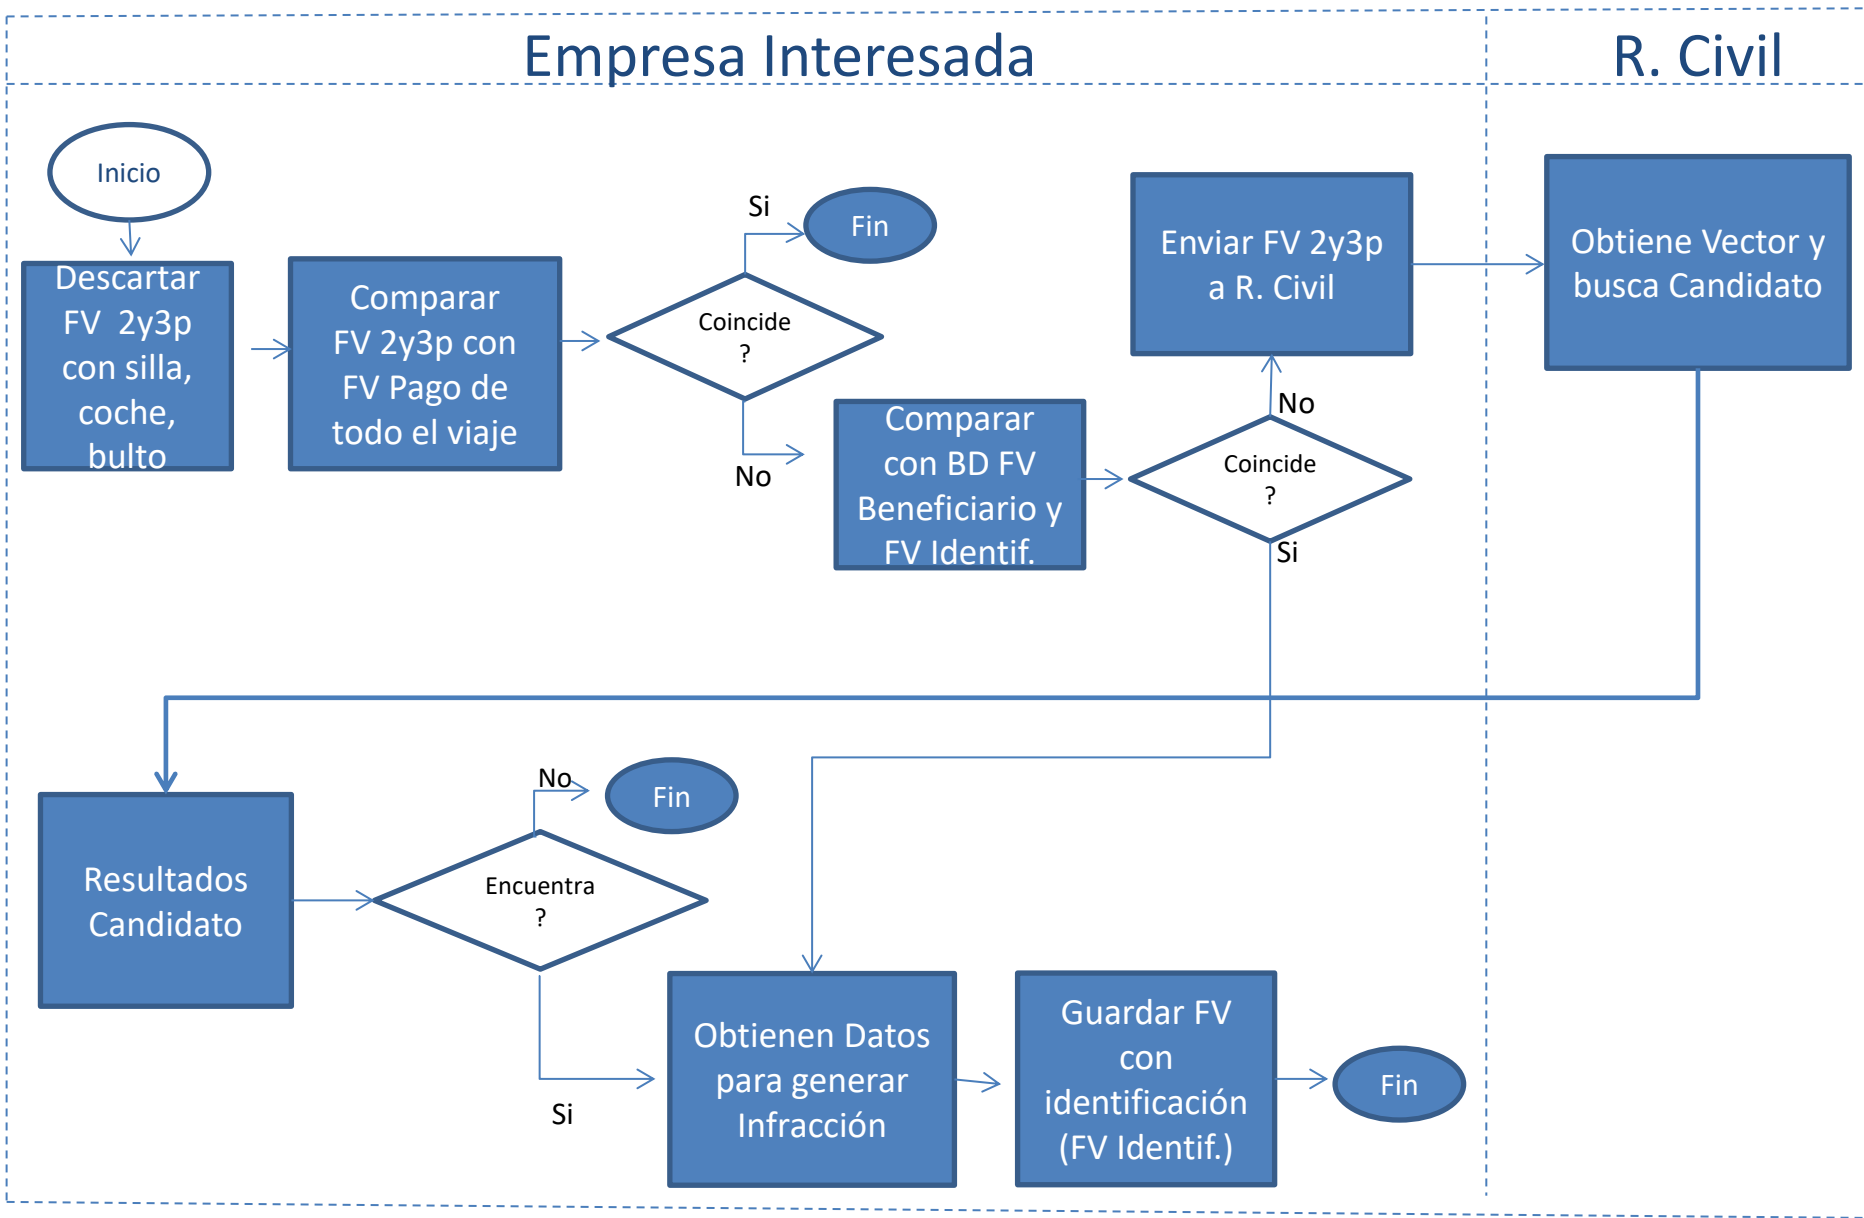 Empresa Interesada
R. Civil
Inicio
Descartar
FV 2y3p
con silla,
coche,
bulto
Comparar
FV 2y3p con
FV Pago de
todo el viaje
Coincide
?
Si
Fin
No
Comparar
con BD FV
Beneficiario y
FV Identif.
Coincide
?
No
Si
Enviar FV 2y3p
a R. Civil
Obtiene Vector y
busca Candidato
Resultados
Candidato
Encuentra
?
No
Fin
Si
Obtienen Datos
para generar
Infracción
Guardar FV
con
identificación
(FV Identif.)
Fin